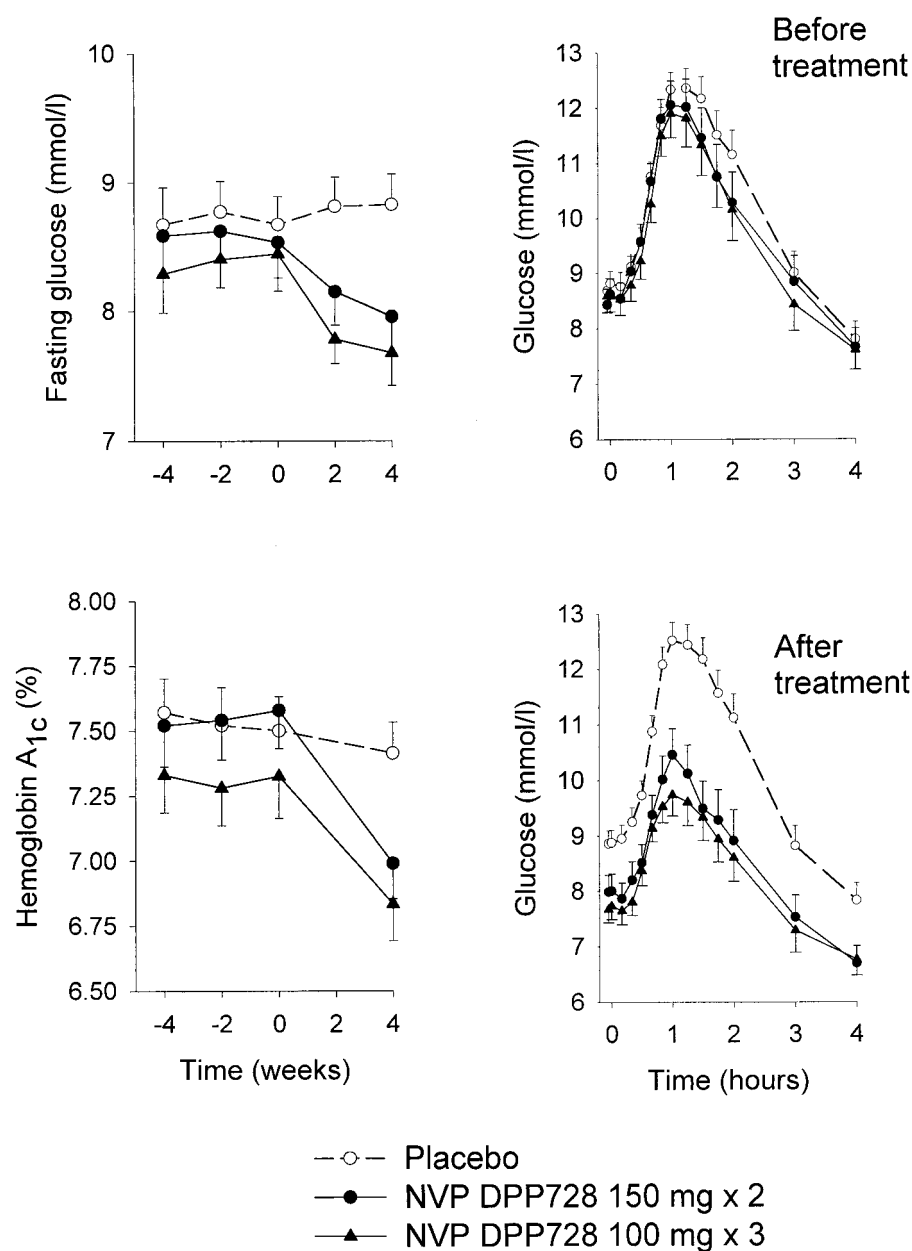 Fasting glucose (mmol/l)
10
9
8
7
-4 -2 0 2 4
Before
treatment
Glucose (mmol/l)
13
12
11
10
9
8
7
6
0 1 2 3 4
Hemoglobin A1c (%)
8.00
7.75
7.50
7.25
7.00
6.75
6.50
-4 -2 0 2 4
Time (weeks)
After
treatment
Glucose (mmol/l)
13
12
11
10
9
8
7
6
0 1 2 3 4
Time (hours)
Placebo
NVP DPP728 150 mg x 2
NVP DPP728 100 mg x 3